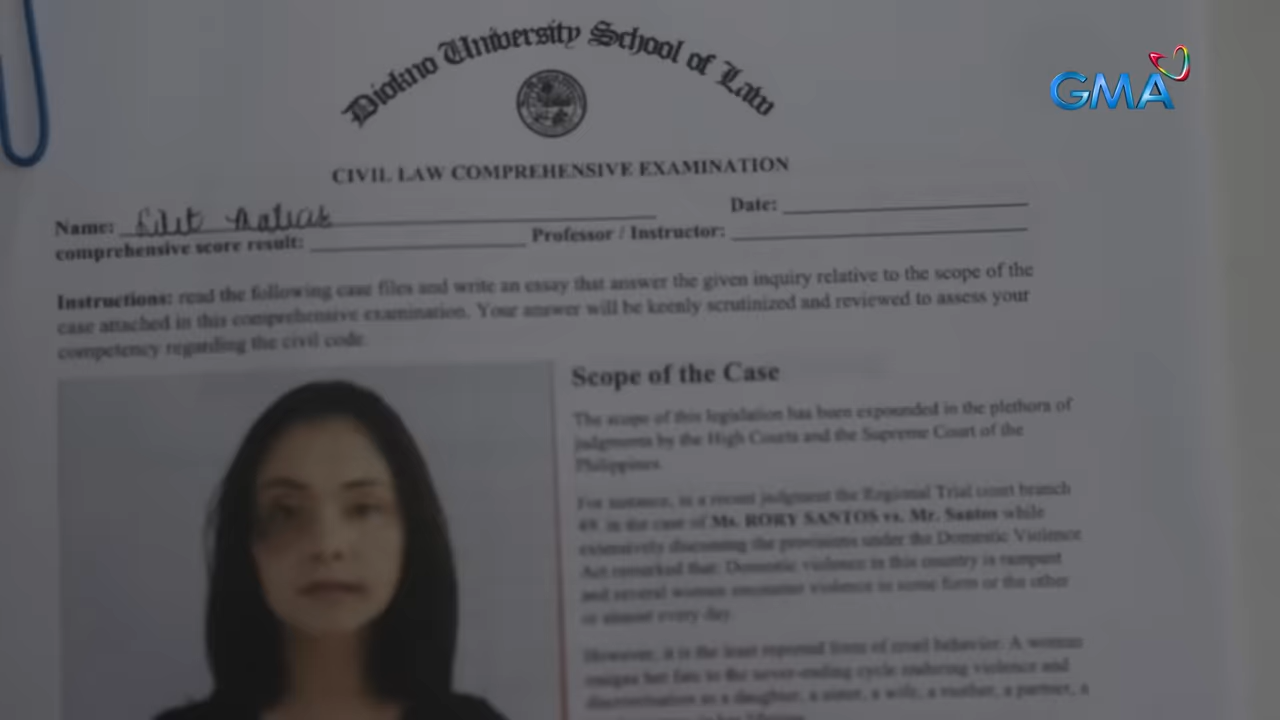 GMA
Diokno University School of Law
CIVIL LAW COMPREHENSIVE EXAMINATION
Name: Lilet Matias
Date:
comprehensive score result:
Professor / Instructor:
Instructions: read the following case files and write an essay that answer the given inquiry relative to the scope of the
case attached in this comprehensive examination. Your answer will be keenly scrutinized and reviewed to assess your
competency regarding the civil code.
Scope of the Case
The scope of this legislation has been expounded in the plethora of
judgments by the High Courts and the Supreme Court of the
Philippines.
For instance, in a recent judgment the Regional Trial court branch
49 in the case of Ms. RORY SANTOS vs. Mr. Santos while
extensively discussing the provisions under the Domestic Violence
Act remarked that: Domestic violence in this country is rampant
and several women encounter violence in some form or the other
or almost every day.
However, it is the least reported form of cruel behavior. A woman
resigns her fate to the never-ending cycle enduring violence and
discrimination as a daughter, a sister, a wife, a mother, a partner, a